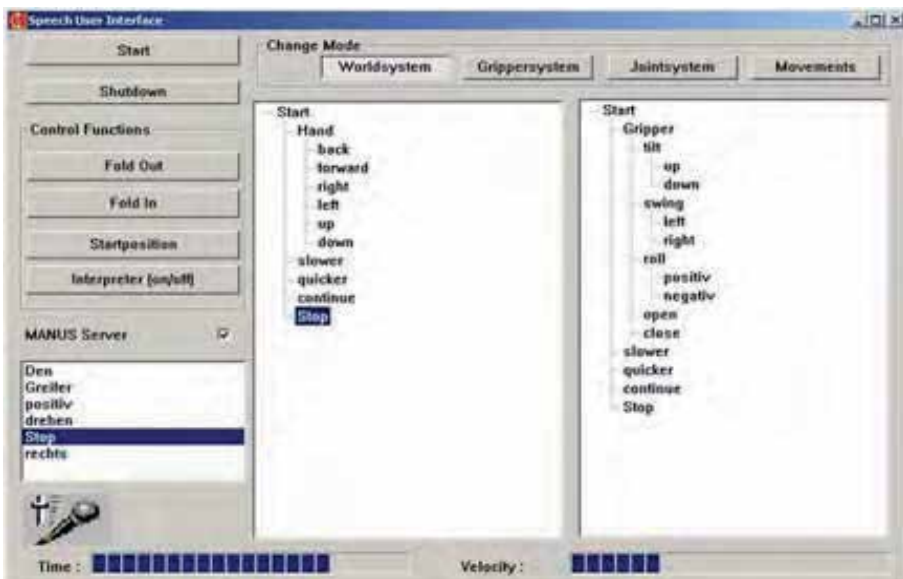 Speech User Interface
Start
Shutdown
Control Functions
Fold Out
Fold In
Startposition
Interpreter (on/off)
MANUS Server
Den
Greifer
positiv
drehen
Stop
rechts
Change Mode
Worldsystem Grippersystem Jointsystem Movements
Start
Hand
back
forward
right
left
up
down
slower
quicker
continue
Stop
Start
Gripper
tilt
up
down
swing
left
right
roll
positiv
negativ
open
close
slower
quicker
continue
Stop
Time :
Velocity :